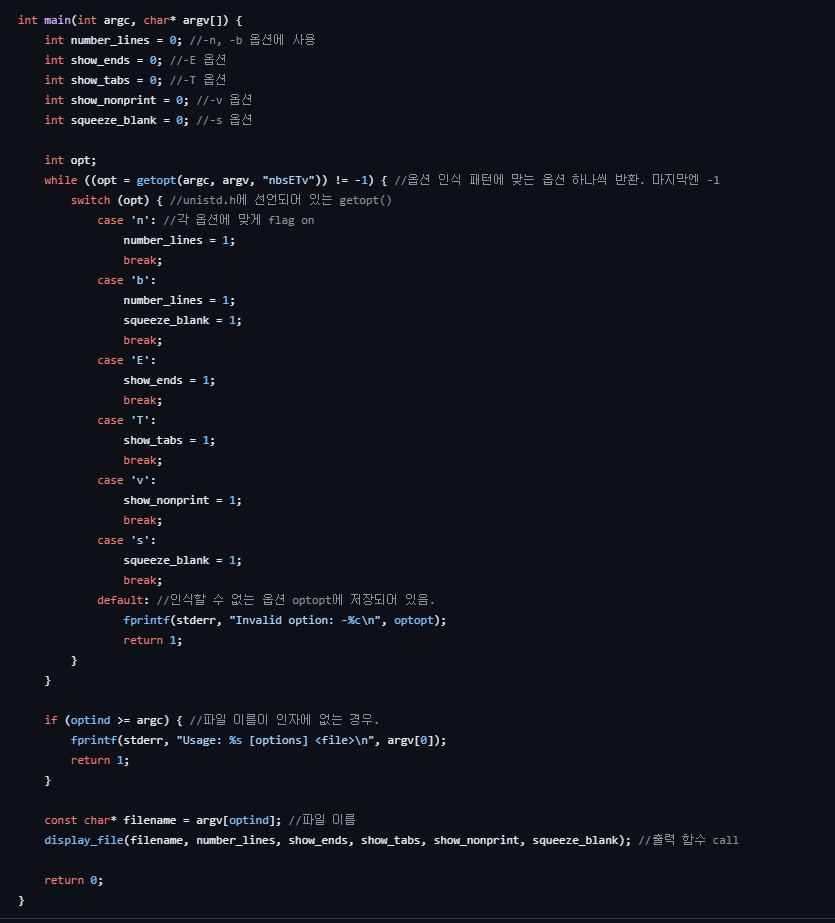 int main(int argc, char* argv[]) {
    int number_lines = 0; //-n, -b 옵션에 사용
    int show_ends = 0; //-E 옵션
    int show_tabs = 0; //-T 옵션
    int show_nonprint = 0; //-v 옵션
    int squeeze_blank = 0; //-s 옵션

    int opt;
    while ((opt = getopt(argc, argv, "nbsETv")) != -1) { //옵션 인식 패턴에 맞는 옵션 하나씩 반환. 마지막엔 -1
        switch (opt) { //unistd.h에 선언되어 있는 getopt()
            case 'n': //각 옵션에 맞게 flag on
                number_lines = 1;
                break;
            case 'b':
                number_lines = 1;
                squeeze_blank = 1;
                break;
            case 'E':
                show_ends = 1;
                break;
            case 'T':
                show_tabs = 1;
                break;
            case 'v':
                show_nonprint = 1;
                break;
            case 's':
                squeeze_blank = 1;
                break;
            default: //인식할 수 없는 옵션 optopt에 저장되어 있음.
                fprintf(stderr, "Invalid option: -%c\n", optopt);
                return 1;
        }
    }

    if (optind >= argc) { //파일 이름이 인자에 없는 경우.
        fprintf(stderr, "Usage: %s [options] <file>\n", argv[0]);
        return 1;
    }

    const char* filename = argv[optind]; //파일 이름
    display_file(filename, number_lines, show_ends, show_tabs, show_nonprint, squeeze_blank); //출력 함수 call

    return 0;
}